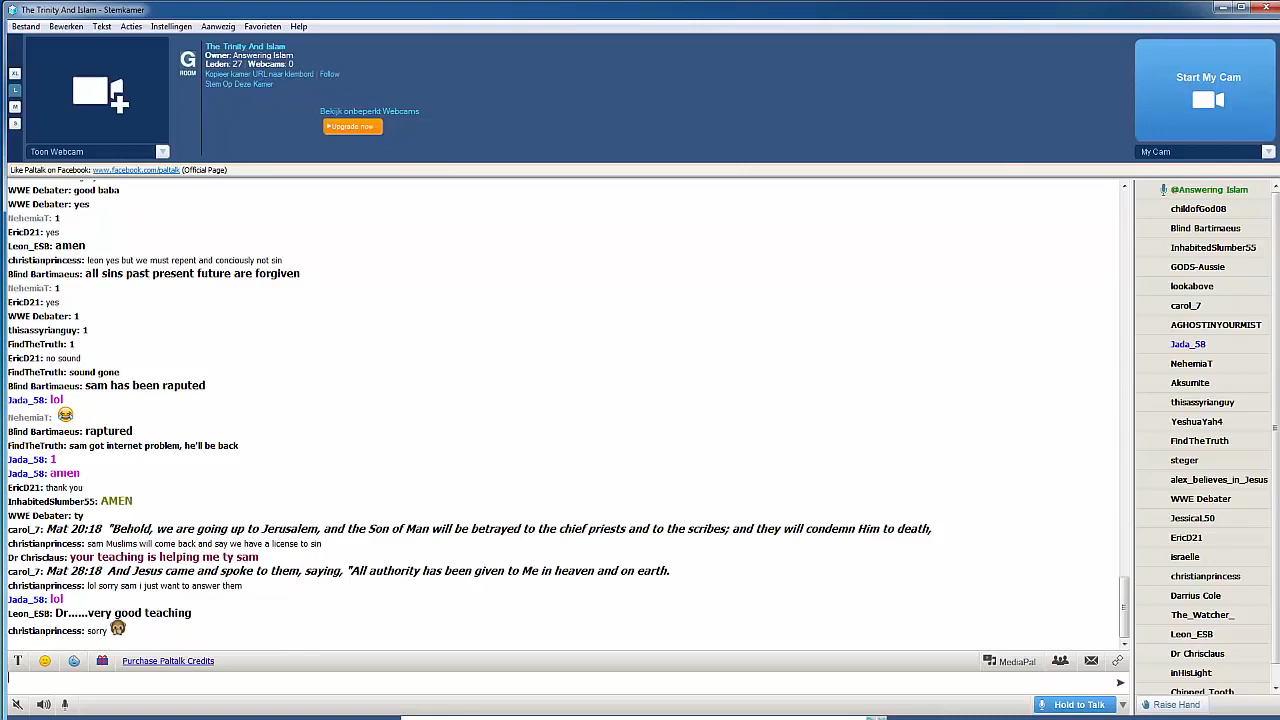 The Trinity And Islam - Stemkamer
Bestand Bewerken Tekst Acties Instellingen Aanwezig Favorieten Help
XL
L
M
S
G
ROOM
The Trinity And Islam
Owner: Answering Islam
Leden: 27 Webcams: 0
Kopieer kamer URL naar klembord | Follow
Stem Op Deze Kamer
Bekijk onbeperkt Webcams
Upgrade now
Toon Webcam
Start My Cam
My Cam
Like Paltalk on Facebook: www.facebook.com/paltalk (Official Page)
WWE Debater: good baba
WWE Debater: yes
NehemiaT: 1
EricD21: yes
Leon_ESB: amen
christianprincess: leon yes but we must repent and conciously not sin
Blind Bartimaeus: all sins past present future are forgiven
NehemiaT: 1
EricD21: yes
WWE Debater: 1
thisassyrianguy: 1
FindTheTruth: 1
EricD21: no sound
FindTheTruth: sound gone
Blind Bartimaeus: sam has been raputed
Jada_58: lol
NehemiaT:
Blind Bartimaeus: raptured
FindTheTruth: sam got internet problem, he'll be back
Jada_58: 1
Jada_58: amen
EricD21: thank you
InhabitedSlumber55: AMEN
WWE Debater: ty
carol_7: Mat 20:18 "Behold, we are going up to Jerusalem, and the Son of Man will be betrayed to the chief priests and to the scribes; and they will condemn Him to death,
christianprincess: sam Muslims will come back and say we have a license to sin
Dr Chrisclaus: your teaching is helping me ty sam
carol_7: Mat 28:18 And Jesus came and spoke to them, saying, "All authority has been given to Me in heaven and on earth.
christianprincess: lol sorry sam i just want to answer them
Jada_58: lol
Leon_ESB: Dr......very good teaching
christianprincess: sorry
@Answering Islam
childofGod08
Blind Bartimaeus
InhabitedSlumber55
GODS-Aussie
lookabove
carol_7
AGHOSTINYOURMIST
Jada_58
NehemiaT
Aksumite
thisassyrianguy
YeshuaYah4
FindTheTruth
steger
alex_believes_in_Jesus
WWE Debater
JessicaL50
EricD21
israelle
christianprincess
Darrius Cole
The_Watcher_
Leon_ESB
Dr Chrisclaus
inHisLight
Chipped_Tooth
T
Purchase Paltalk Credits
MediaPal
Hold to Talk
Raise Hand